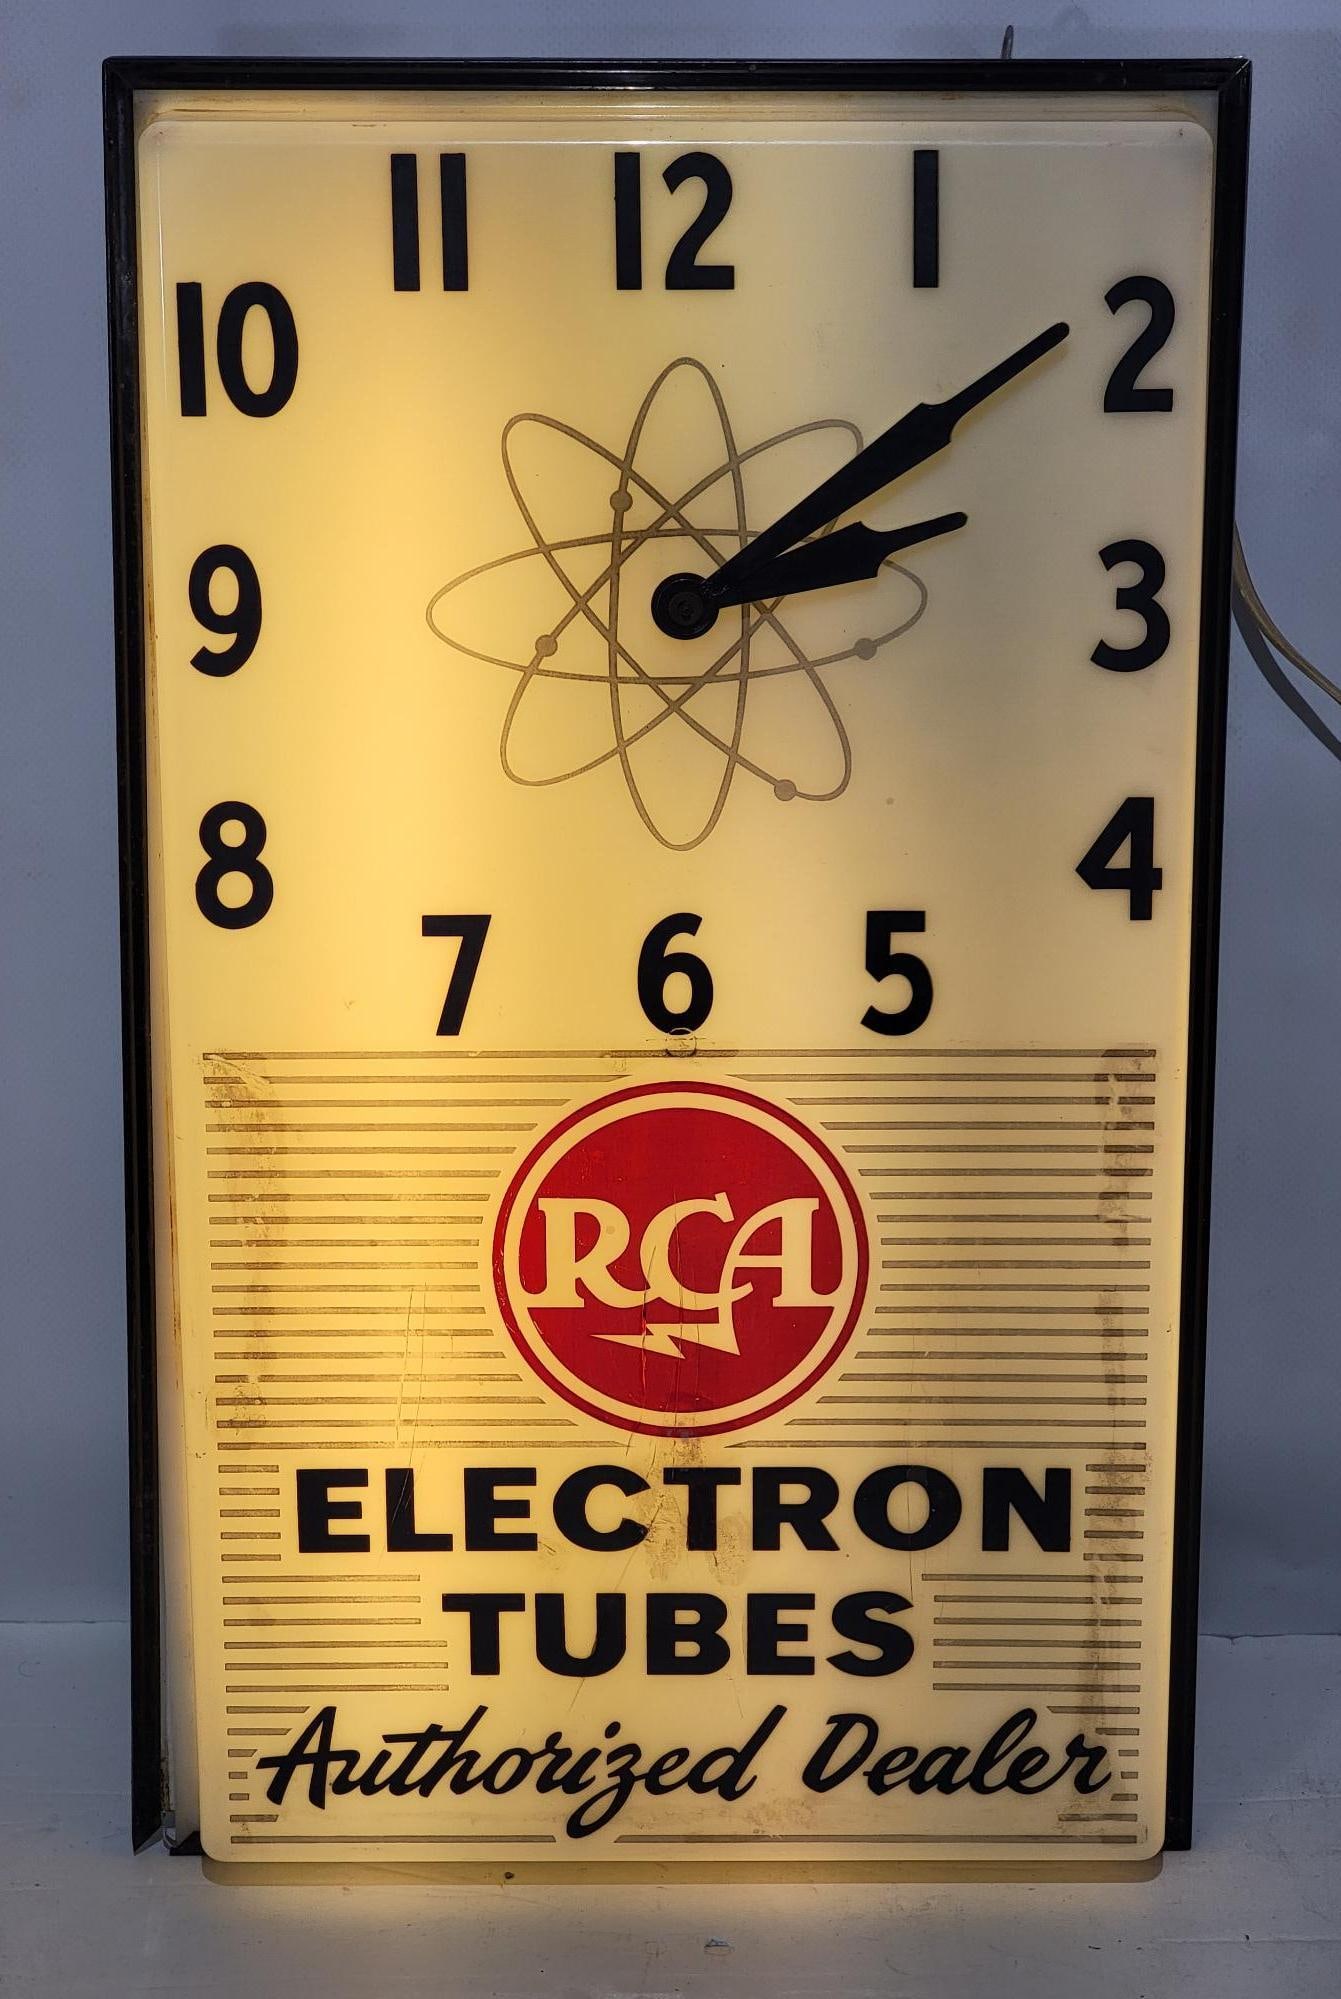 11 12 1
10 2
9 3
8 4
7 6 5
RCA
ELECTRON
TUBES
Authorized Dealer